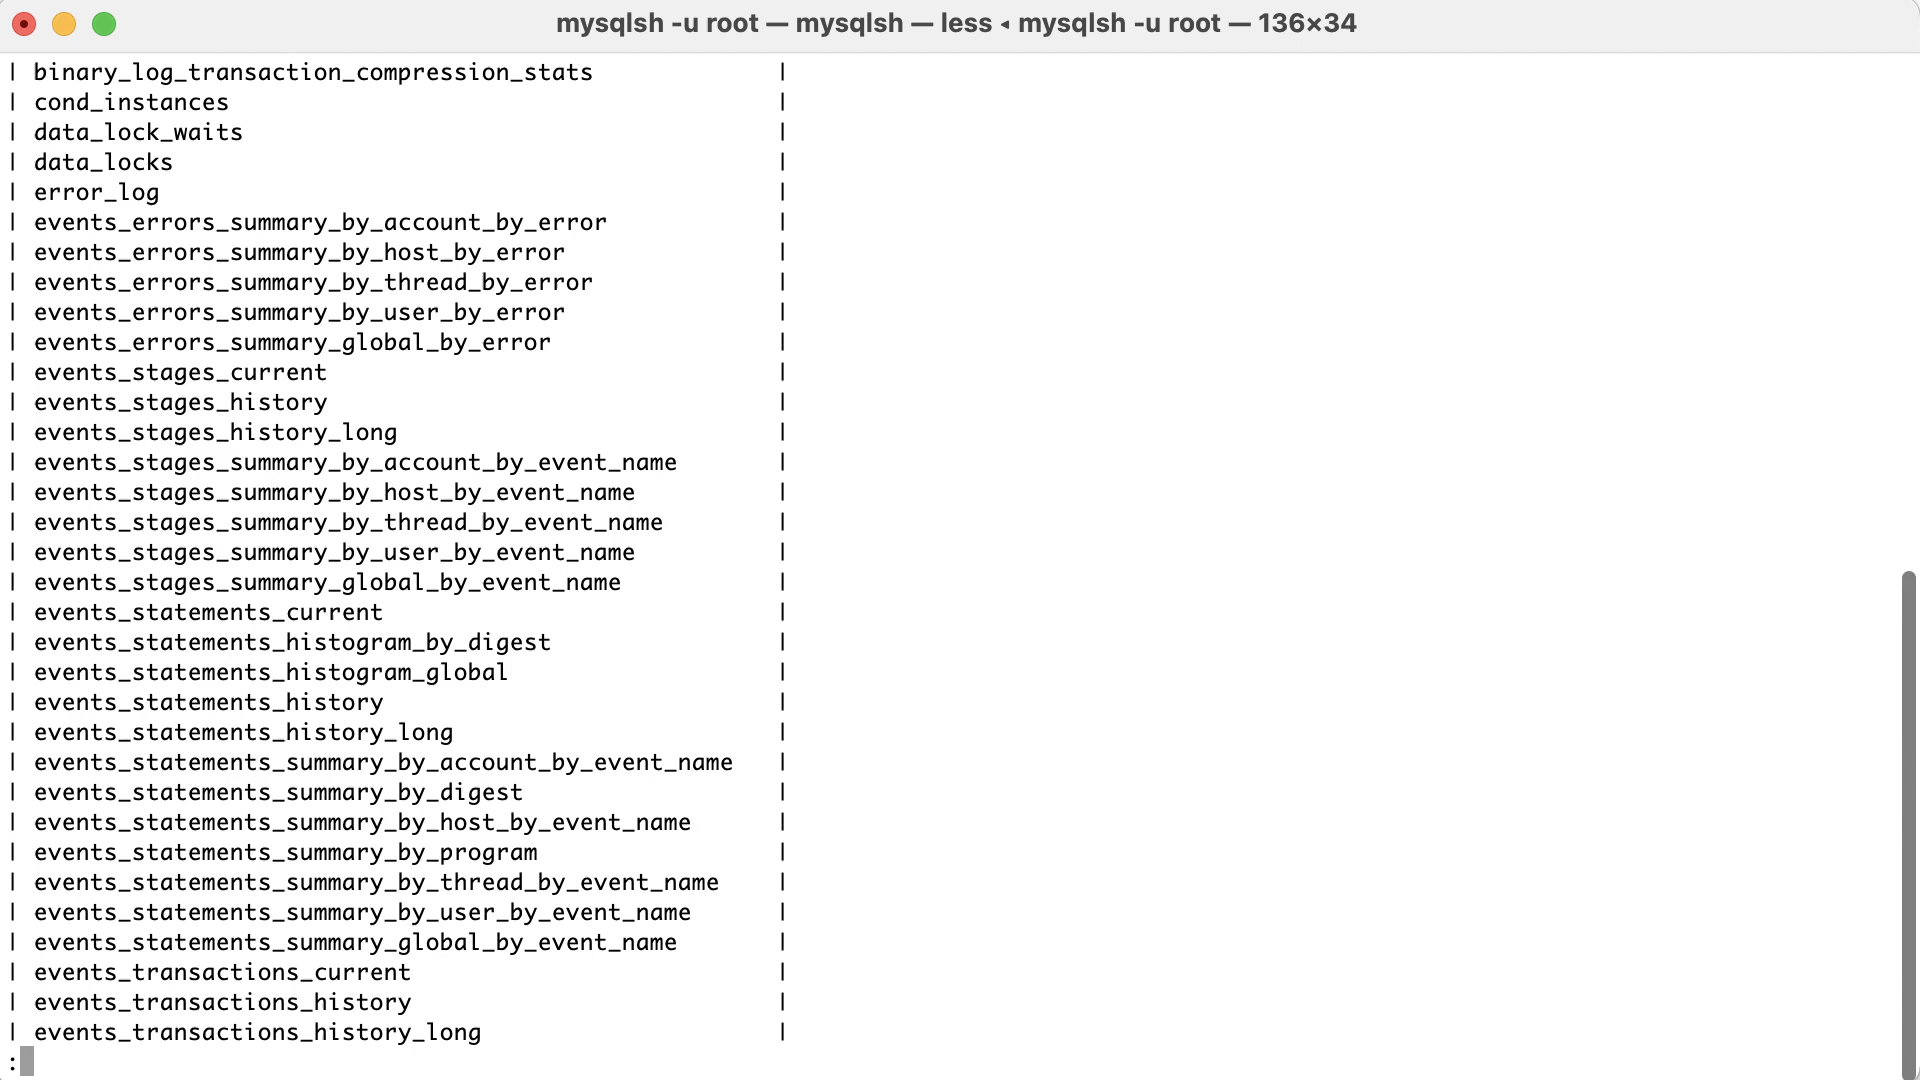 mysqlsh -u root — mysqlsh — less ◂ mysqlsh -u root — 136×34
| binary_log_transaction_compression_stats |
| cond_instances |
| data_lock_waits |
| data_locks |
| error_log |
| events_errors_summary_by_account_by_error |
| events_errors_summary_by_host_by_error |
| events_errors_summary_by_thread_by_error |
| events_errors_summary_by_user_by_error |
| events_errors_summary_global_by_error |
| events_stages_current |
| events_stages_history |
| events_stages_history_long |
| events_stages_summary_by_account_by_event_name |
| events_stages_summary_by_host_by_event_name |
| events_stages_summary_by_thread_by_event_name |
| events_stages_summary_by_user_by_event_name |
| events_stages_summary_global_by_event_name |
| events_statements_current |
| events_statements_histogram_by_digest |
| events_statements_histogram_global |
| events_statements_history |
| events_statements_history_long |
| events_statements_summary_by_account_by_event_name |
| events_statements_summary_by_digest |
| events_statements_summary_by_host_by_event_name |
| events_statements_summary_by_program |
| events_statements_summary_by_thread_by_event_name |
| events_statements_summary_by_user_by_event_name |
| events_statements_summary_global_by_event_name |
| events_transactions_current |
| events_transactions_history |
| events_transactions_history_long |
: